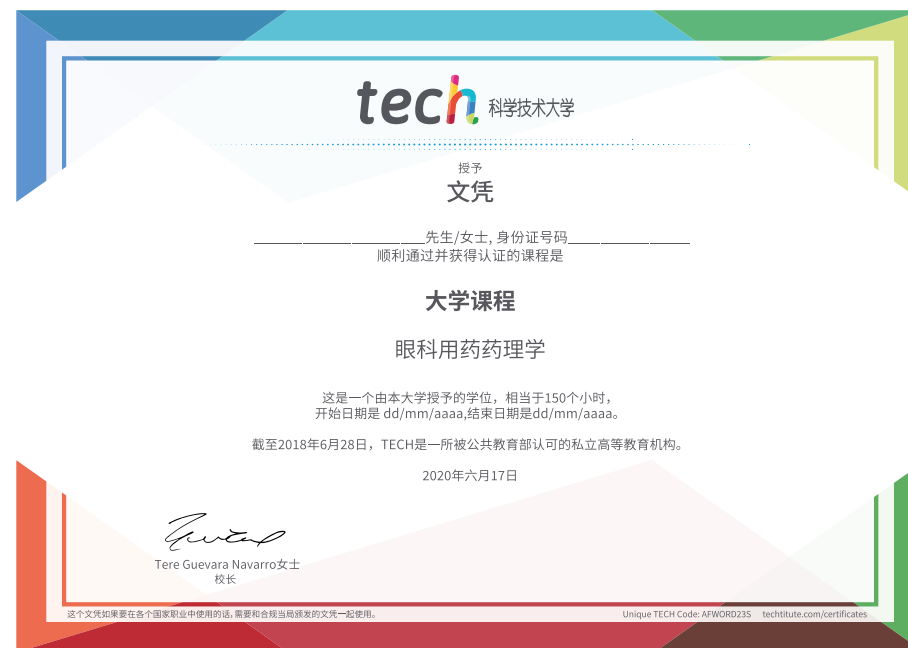 tech 科学技术大学
授予
文凭
______________________先生/女士, 身份证号码_______________
顺利通过并获得认证的课程是
大学课程
眼科用药药理学
这是一个由本大学授予的学位，相当于150个小时，
开始日期是 dd/mm/aaaa,结束日期是dd/mm/aaaa。
截至2018年6月28日，TECH是一所被公共教育部认可的私立高等教育机构。
2020年六月17日
Tere Guevara Navarro女士
校长
这个文凭如果要在各个国家职业中使用的话,需要和合规当局颁发的文凭一起使用。
Unique TECH Code: AFWORD23S techtitute.com/certificates